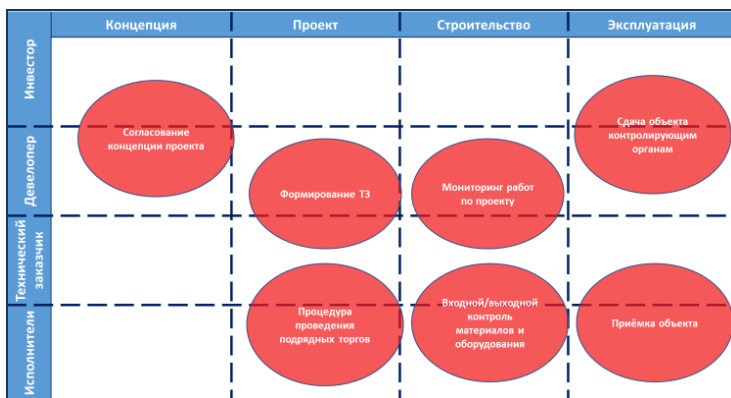 Концепция
Проект
Строительство
Эксплуатация
Инвестор
Девелопер
Технический
заказчик
Исполнители
Согласование
концепции проекта
Сдача объекта
контролирующим
органам
Формирование ТЗ
Мониторинг работ
по проекту
Процедура
проведения
подрядных торгов
Входной/выходной
контроль
материалов и
оборудования
Приёмка объекта